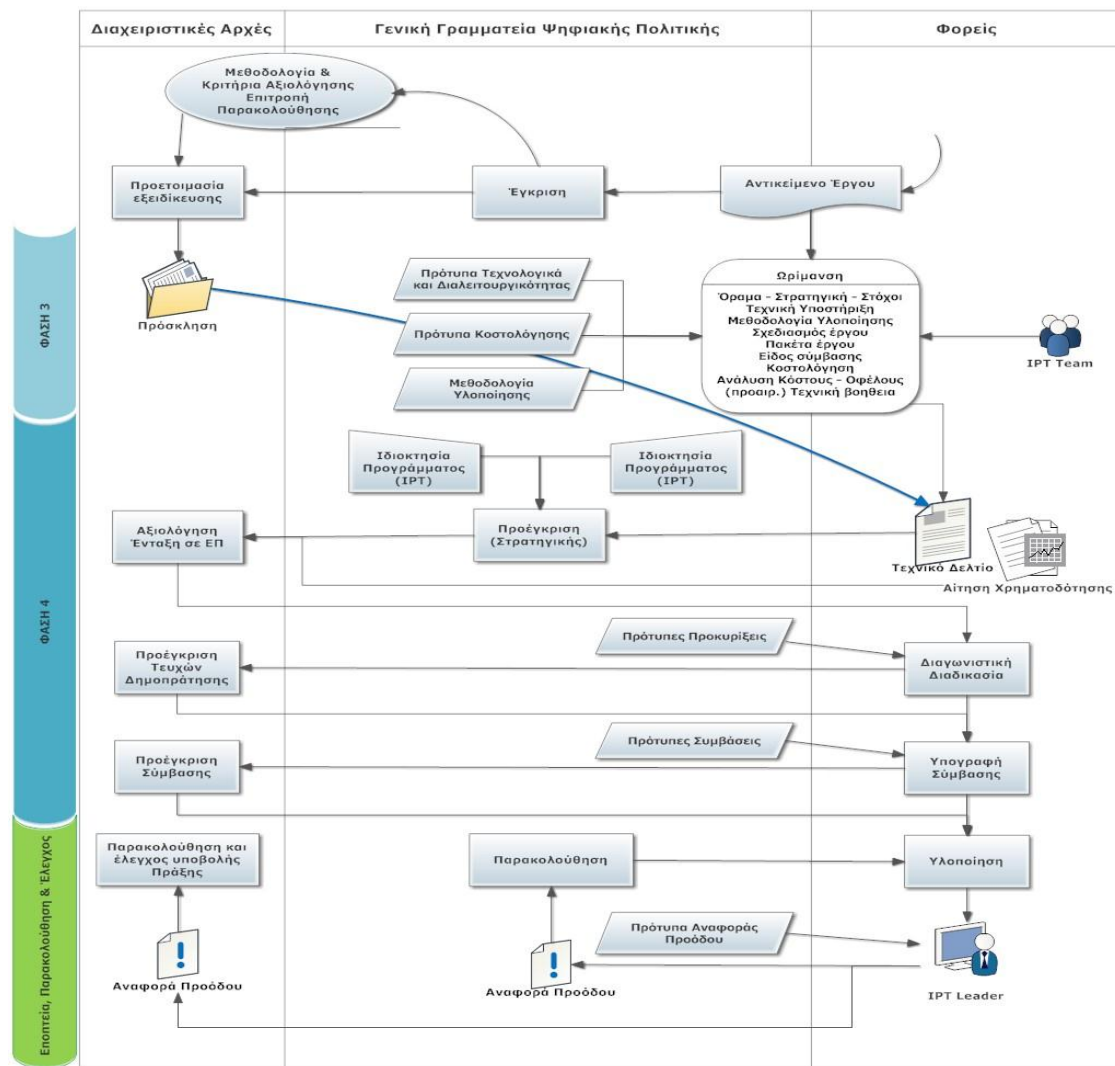 Διαχειριστικές Αρχές
Γενική Γραμματεία Ψηφιακής Πολιτικής
Φορείς
Μεθοδολογία &
Κριτήρια Αξιολόγησης
Επιτροπή
Παρακολούθησης
Προετοιμασία
εξειδίκευσης
Έγκριση
Αντικείμενο Έργου
ΦΑΣΗ 3
Πρόσκληση
Πρότυπα Τεχνολογικά
και Διαλειτουργικότητας
Πρότυπα Κοστολόγησης
Μεθοδολογία
Υλοποίησης
Ωρίμανση
Όραμα – Στρατηγική – Στόχοι
Τεχνική Υποστήριξη
Μεθοδολογία Υλοποίησης
Σχεδιασμός έργου
Πακέτα έργου
Είδος σύμβασης
Κοστολόγηση
Ανάλυση Κόστους – Οφέλους
(προαιρ.) Τεχνική βοηθεια
IPT Team
ΦΑΣΗ 4
Ιδιοκτησία
Προγράμματος
(IPT)
Ιδιοκτησία
Προγράμματος
(IPT)
Αξιολόγηση
Ένταξη σε ΕΠ
Προέγκριση
(Στρατηγικής)
Τεχνικό Δελτίο
Αίτηση Χρηματοδότησης
Πρότυπες Προκυρίξεις
Προέγκριση
Τευχών
Δημοπράτησης
Διαγωνιστική
Διαδικασία
Πρότυπες Συμβάσεις
Προέγκριση
Σύμβασης
Υπογραφή
Σύμβασης
Εποπτεία, Παρακολούθηση & Έλεγχος
Παρακολούθηση και
έλεγχος υποβολής
Πράξης
Παρακολούθηση
Υλοποίηση
Πρότυπα Αναφοράς
Προόδου
Αναφορά Προόδου
Αναφορά Προόδου
IPT Leader